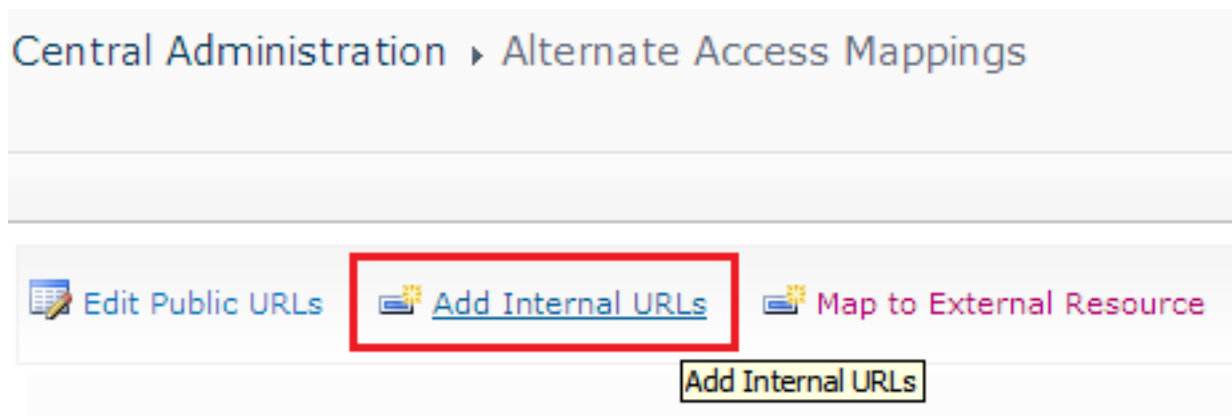 Central Administration ▸ Alternate Access Mappings
Edit Public URLs Add Internal URLs Map to External Resource
Add Internal URLs